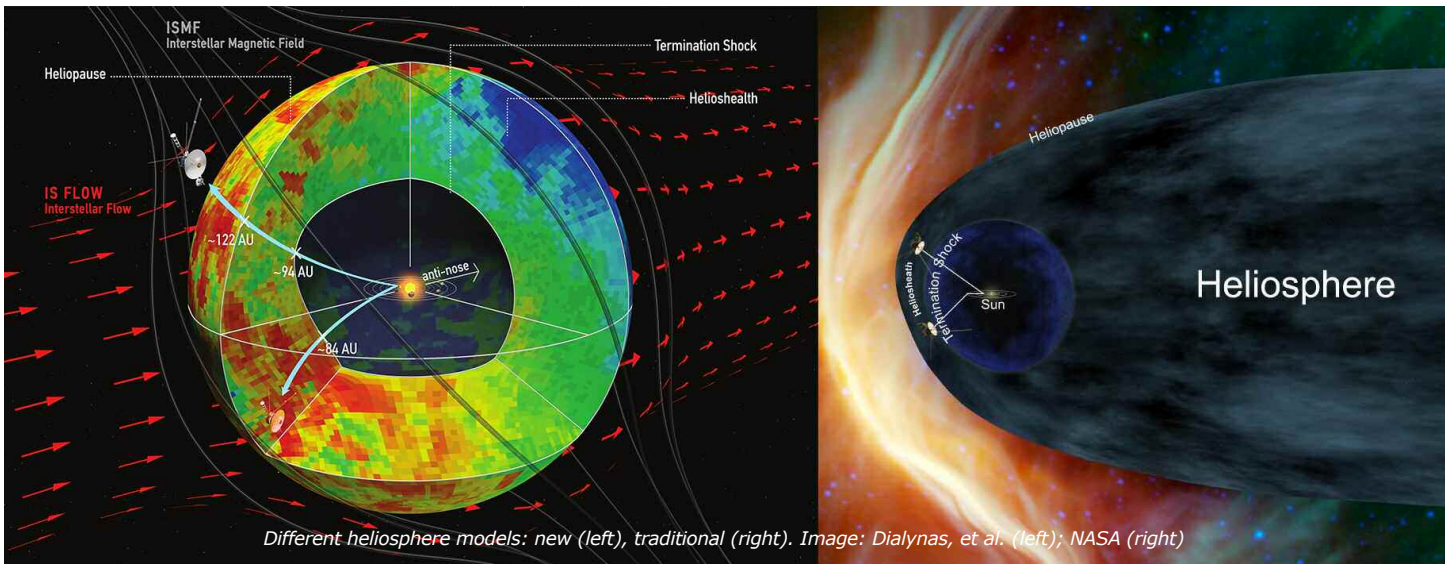 ISMF
Interstellar Magnetic Field
Termination Shock
Heliopause
Helioshealth
IS FLOW
Interstellar Flow
~122 AU
~94 AU
anti-nose
~84 AU
Heliopause
Termination Shock
Heliosheath
Sun
Heliosphere
Different heliosphere models: new (left), traditional (right). Image: Dialynas, et al. (left); NASA (right)